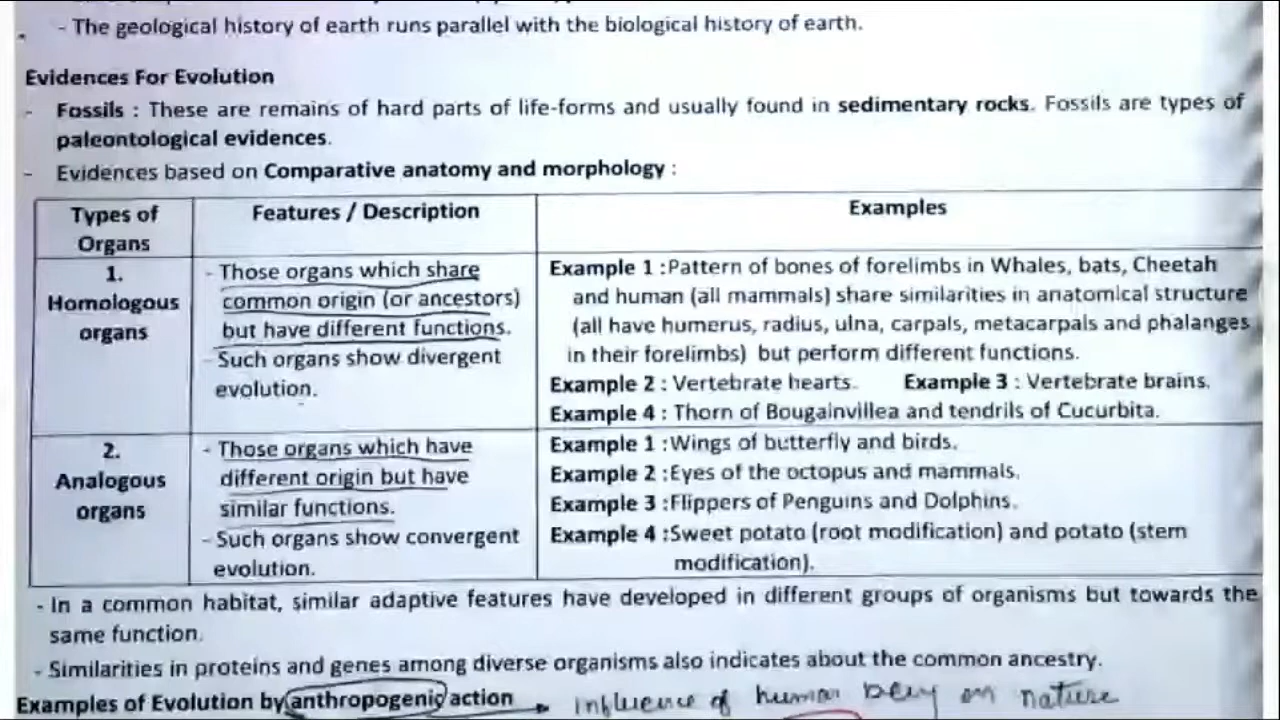 - The geological history of earth runs parallel with the biological history of earth.
Evidences For Evolution
- Fossils : These are remains of hard parts of life-forms and usually found in sedimentary rocks. Fossils are types of
paleontological evidences.
- Evidences based on Comparative anatomy and morphology :
Types of
Organs
Features / Description
Examples
1.
Homologous
organs
- Those organs which share
common origin (or ancestors)
but have different functions.
- Such organs show divergent
evolution.
Example 1 :Pattern of bones of forelimbs in Whales, bats, Cheetah
and human (all mammals) share similarities in anatomical structure
(all have humerus, radius, ulna, carpals, metacarpals and phalanges
in their forelimbs) but perform different functions.
Example 2 : Vertebrate hearts. Example 3 : Vertebrate brains.
Example 4 : Thorn of Bougainvillea and tendrils of Cucurbita.
2.
Analogous
organs
- Those organs which have
different origin but have
similar functions.
- Such organs show convergent
evolution.
Example 1 :Wings of butterfly and birds.
Example 2 :Eyes of the octopus and mammals.
Example 3 :Flippers of Penguins and Dolphins.
Example 4 :Sweet potato (root modification) and potato (stem
modification).
- In a common habitat, similar adaptive features have developed in different groups of organisms but towards the
same function.
- Similarities in proteins and genes among diverse organisms also indicates about the common ancestry.
Examples of Evolution by anthropogenic action influence of human being on nature